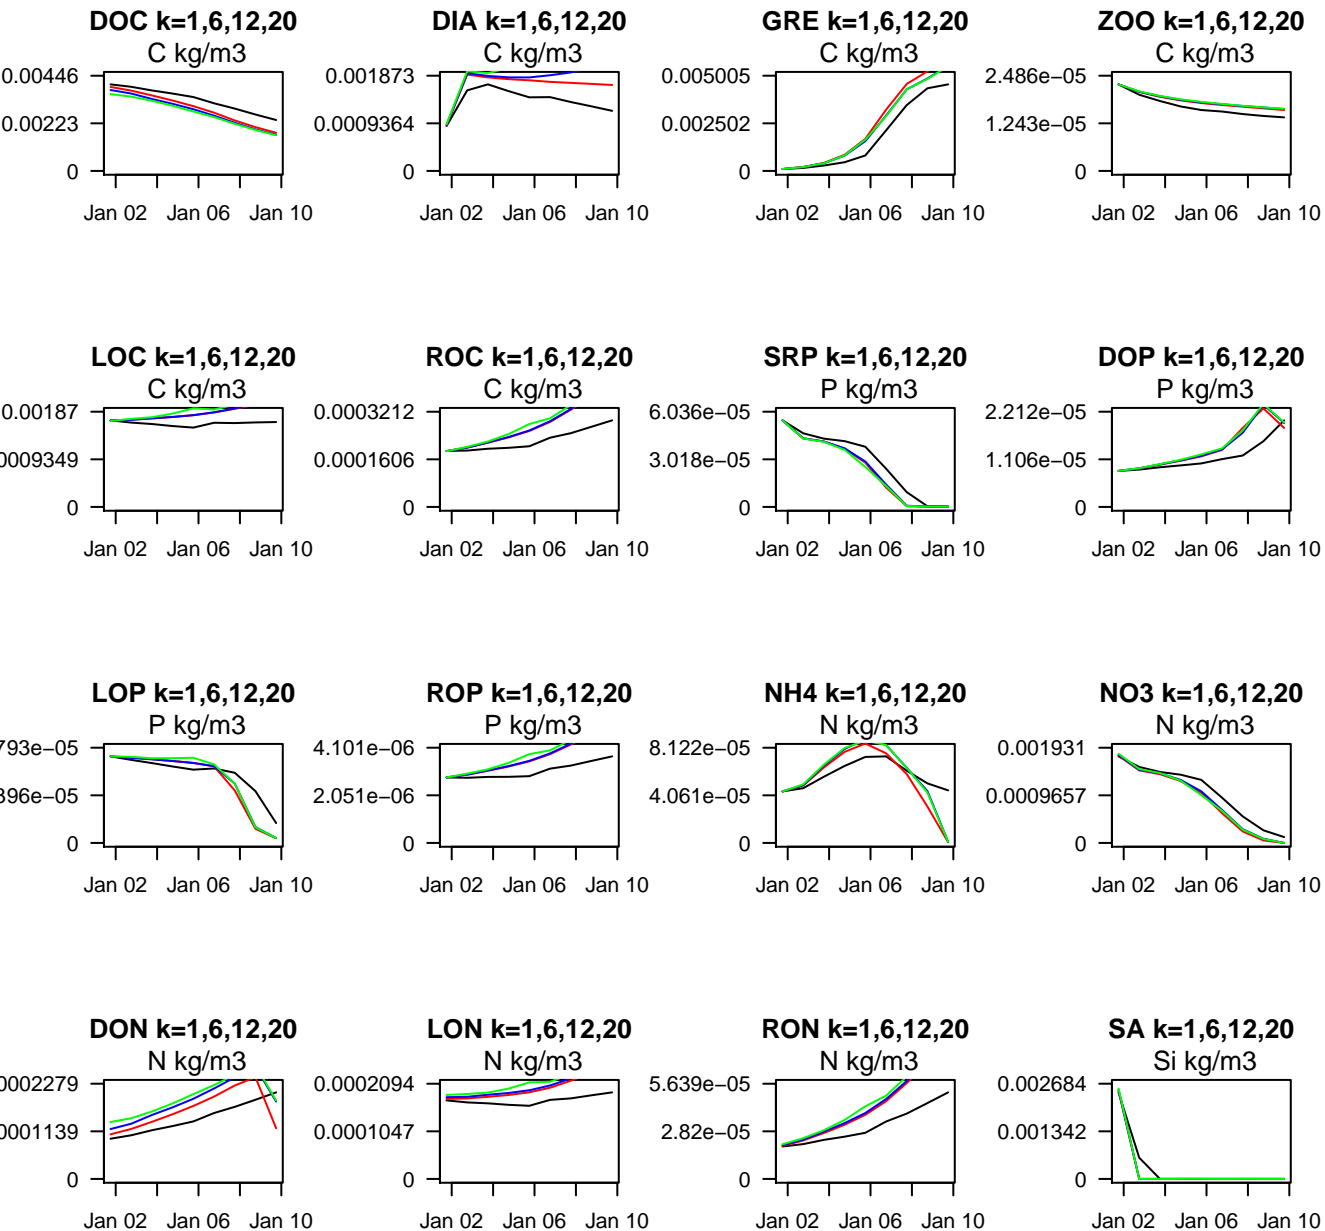 DOC k=1,6,12,20
C kg/m3
0.00446
0.00223
0
Jan 02 Jan 06 Jan 10
DIA k=1,6,12,20
C kg/m3
0.001873
0.0009364
0
Jan 02 Jan 06 Jan 10
GRE k=1,6,12,20
C kg/m3
0.005005
0.002502
0
Jan 02 Jan 06 Jan 10
ZOO k=1,6,12,20
C kg/m3
2.486e-05
1.243e-05
0
Jan 02 Jan 06 Jan 10
LOC k=1,6,12,20
C kg/m3
0.00187
0009349
0
Jan 02 Jan 06 Jan 10
ROC k=1,6,12,20
C kg/m3
0.0003212
0.0001606
0
Jan 02 Jan 06 Jan 10
SRP k=1,6,12,20
P kg/m3
6.036e-05
3.018e-05
0
Jan 02 Jan 06 Jan 10
DOP k=1,6,12,20
P kg/m3
2.212e-05
1.106e-05
0
Jan 02 Jan 06 Jan 10
LOP k=1,6,12,20
P kg/m3
793e-05
396e-05
0
Jan 02 Jan 06 Jan 10
ROP k=1,6,12,20
P kg/m3
4.101e-06
2.051e-06
0
Jan 02 Jan 06 Jan 10
NH4 k=1,6,12,20
N kg/m3
8.122e-05
4.061e-05
0
Jan 02 Jan 06 Jan 10
NO3 k=1,6,12,20
N kg/m3
0.001931
0.0009657
0
Jan 02 Jan 06 Jan 10
DON k=1,6,12,20
N kg/m3
0002279
0001139
0
Jan 02 Jan 06 Jan 10
LON k=1,6,12,20
N kg/m3
0.0002094
0.0001047
0
Jan 02 Jan 06 Jan 10
RON k=1,6,12,20
N kg/m3
5.639e-05
2.82e-05
0
Jan 02 Jan 06 Jan 10
SA k=1,6,12,20
Si kg/m3
0.002684
0.001342
0
Jan 02 Jan 06 Jan 10